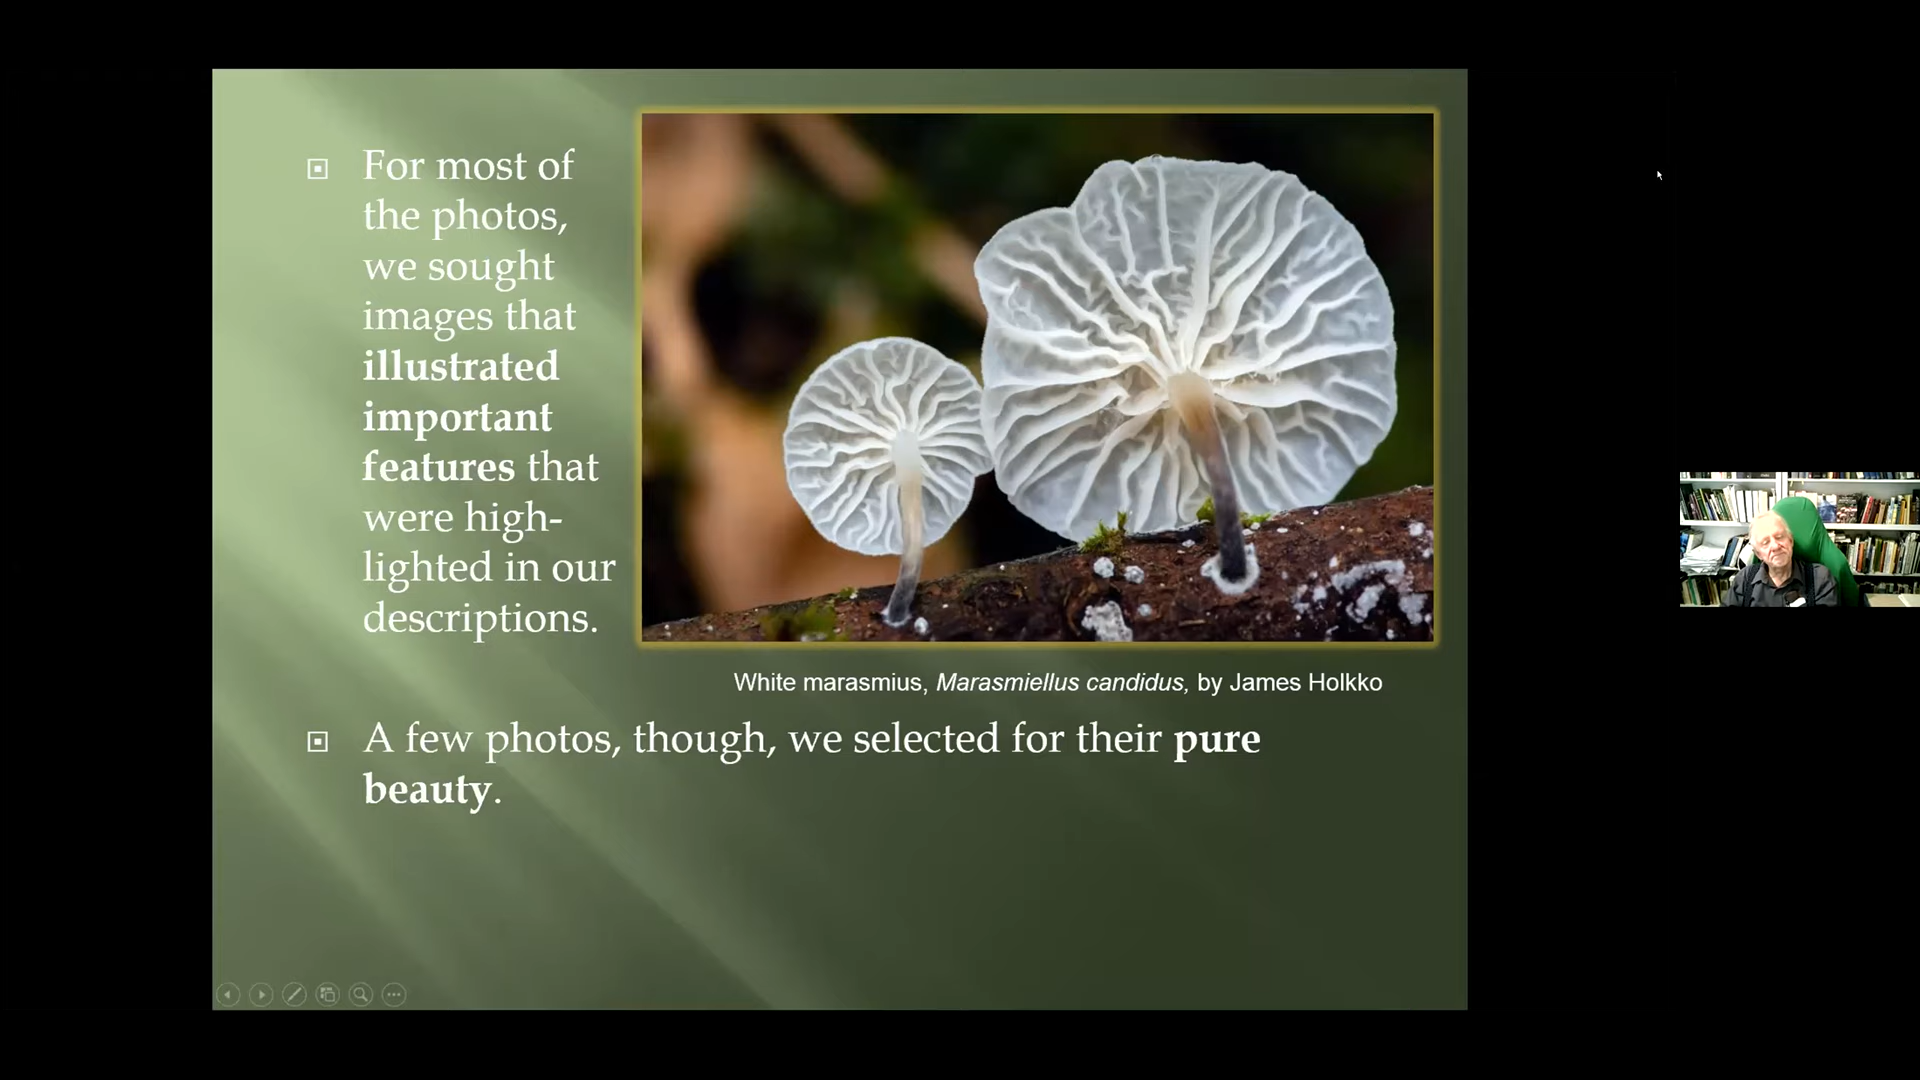 For most of
the photos,
we sought
images that
illustrated
important
features that
were high-
lighted in our
descriptions.
White marasmius, Marasmiellus candidus, by James Holkko
A few photos, though, we selected for their pure
beauty.